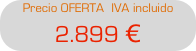 Precio OFERTA IVA incluido
2.899 €